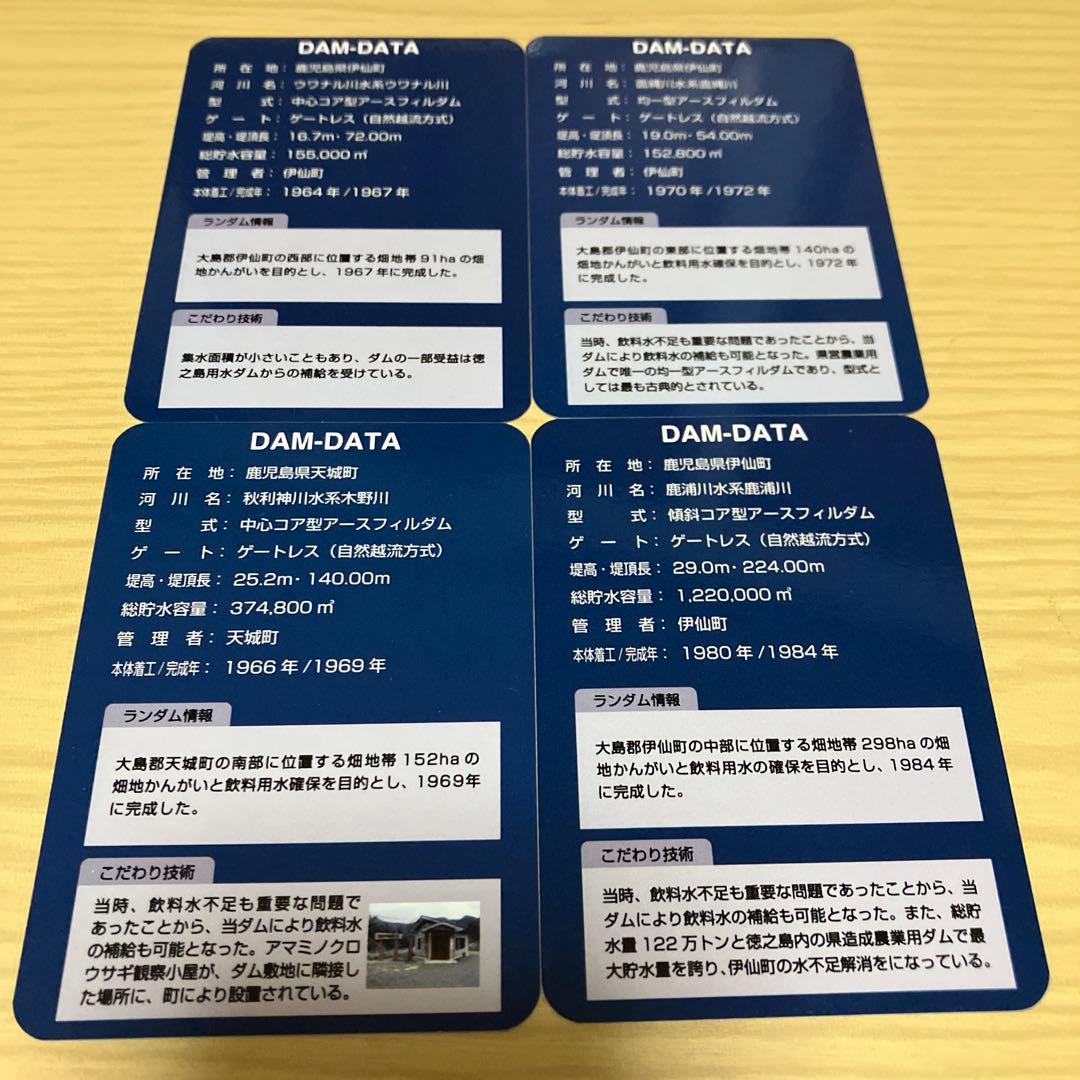 DAM-DATA
所在地：鹿児島県伊仙町
河川名：ウワナル川水系ウワナル川
型式：中心コア型アースフィルダム
ゲート：ゲートレス（自然越流方式）
堤高・堤頂長：16.7m・72.00m
総貯水容量：155,000㎥
管理者：伊仙町
本体着工/完成年：1964年/1967年
ランダム情報
大島郡伊仙町の西部に位置する畑地帯91haの畑
地かんがいを目的とし、1967年に完成した。
こだわり技術
集水面積が小さいこともあり、ダムの一部受益は徳
之島用水ダムからの補給を受けている。
DAM-DATA
所在地：鹿児島県伊仙町
河川名：鹿浦川水系鹿浦川
型式：均一型アースフィルダム
ゲート：ゲートレス（自然越流方式）
堤高・堤頂長：19.0m・54.00m
総貯水容量：152,800㎥
管理者：伊仙町
本体着工/完成年：1970年/1972年
ランダム情報
大島郡伊仙町の東部に位置する畑地帯140haの
畑地かんがいと飲料用水確保を目的とし、1972年
に完成した。
こだわり技術
当時、飲料水不足も重要な問題であったことから、当
ダムにより飲料水の補給も可能となった。県営農業用
ダムで唯一の均一型アースフィルダムであり、型式と
しては最も古典的とされている。
DAM-DATA
所在地：鹿児島県天城町
河川名：秋利神川水系木野川
型式：中心コア型アースフィルダム
ゲート：ゲートレス（自然越流方式）
堤高・堤頂長：25.2m・140.00m
総貯水容量：374,800㎥
管理者：天城町
本体着工/完成年：1966年/1969年
ランダム情報
大島郡天城町の南部に位置する畑地帯152haの
畑地かんがいと飲料用水確保を目的とし、1969年
に完成した。
こだわり技術
当時、飲料水不足も重要な問題で
あったことから、当ダムにより飲料水
の補給も可能となった。アマミノクロ
ウサギ観察小屋が、ダム敷地に隣接し
た場所に、町により設置されている。
DAM-DATA
所在地：鹿児島県伊仙町
河川名：鹿浦川水系鹿浦川
型式：傾斜コア型アースフィルダム
ゲート：ゲートレス（自然越流方式）
堤高・堤頂長：29.0m・224.00m
総貯水容量：1,220,000㎥
管理者：伊仙町
本体着工/完成年：1980年/1984年
ランダム情報
大島郡伊仙町の中部に位置する畑地帯298haの畑
地かんがいと飲料用水の確保を目的とし、1984年
に完成した。
こだわり技術
当時、飲料水不足も重要な問題であったことから、当
ダムにより飲料水の補給も可能となった。また、総貯
水量122万トンと徳之島内の県造成農業用ダムで最
大貯水量を誇り、伊仙町の水不足解消をになっている。